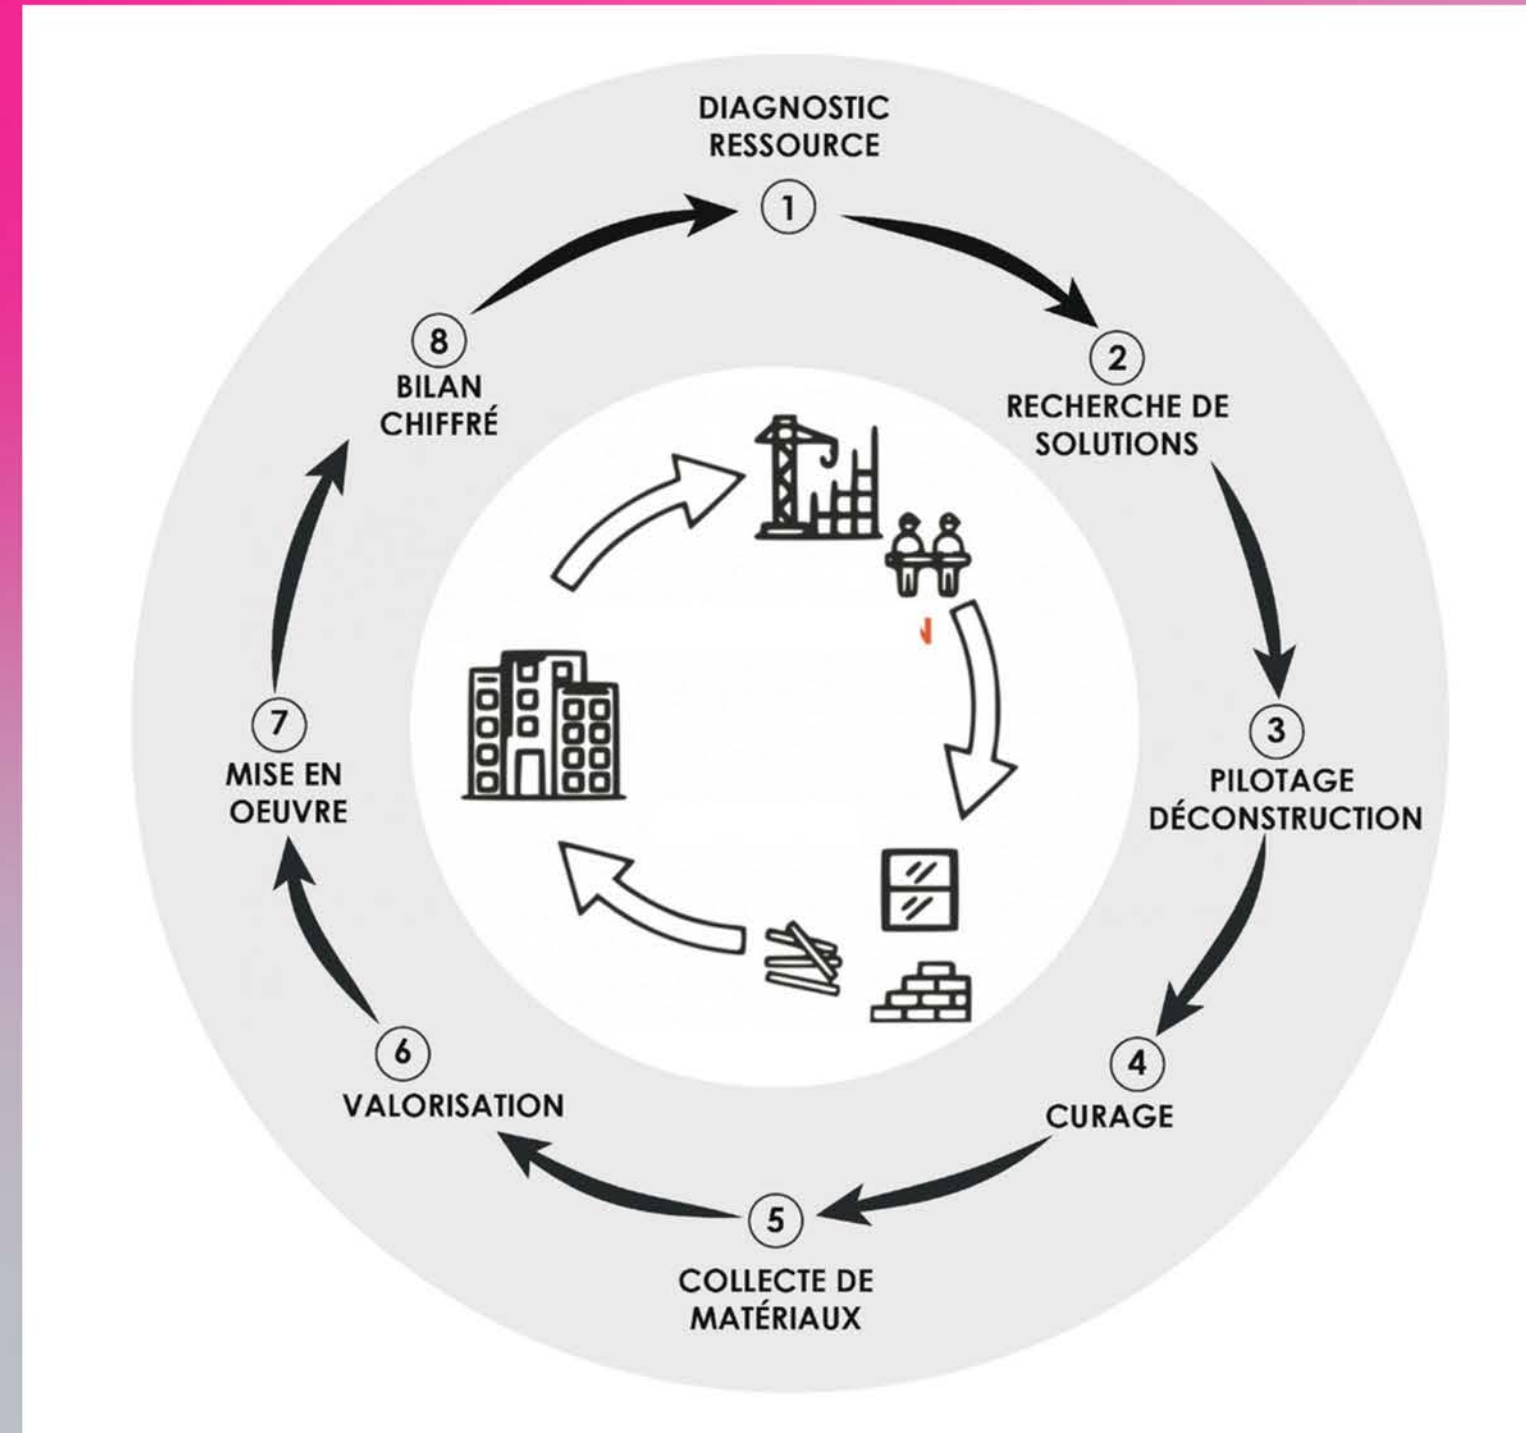 DIAGNOSTIC
RESSOURCE
1
2
RECHERCHE DE
SOLUTIONS
3
PILOTAGE
DÉCONSTRUCTION
4
CURAGE
5
COLLECTE DE
MATÉRIAUX
6
VALORISATION
7
MISE EN
OEUVRE
8
BILAN
CHIFFRÉ